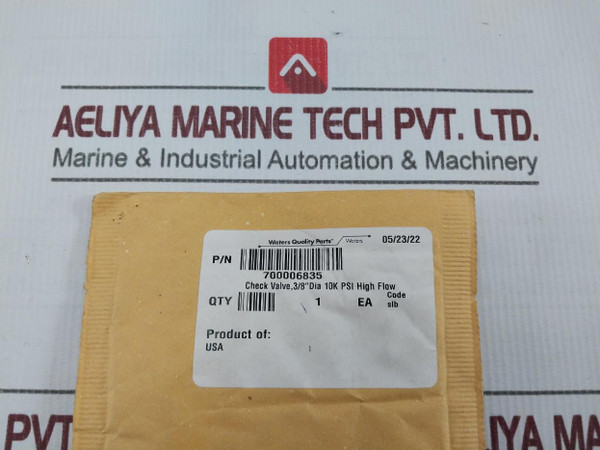 AELIYA MARINE TECH PVT. LTD.
Marine & Industrial Automation & Machinery
Waters Quality Parts Waters 05/23/22
P/N
700006835
Check Valve,3/8"Dia 10K PSI High Flow
QTY 1 EA Code
slb
Product of:
USA
PVT IYA MA